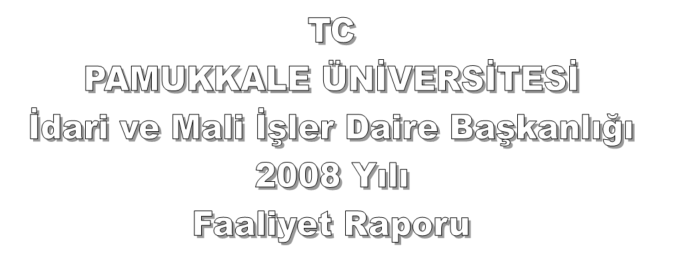 TC
PAMUKKALE ÜNİVERSİTESİ
İdari ve Mali İşler Daire Başkanlığı
2008 Yılı
Faaliyet Raporu